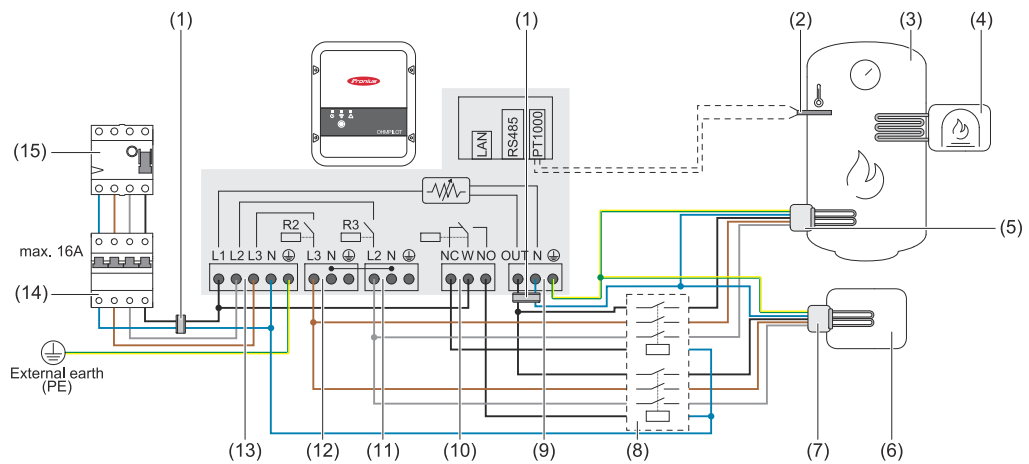 (1)
(1)
(2)
(3)
(4)
Fronius
OHMPILOT
LAN
RS485
PT1000
(15)
max. 16A
(14)
R2
R3
L1 L2 L3 N
L3 N
L2 N
NC W NO
OUT N
(5)
(1)
External earth
(PE)
(13)
(12)
(11)
(10)
(9)
(8)
(7)
(6)